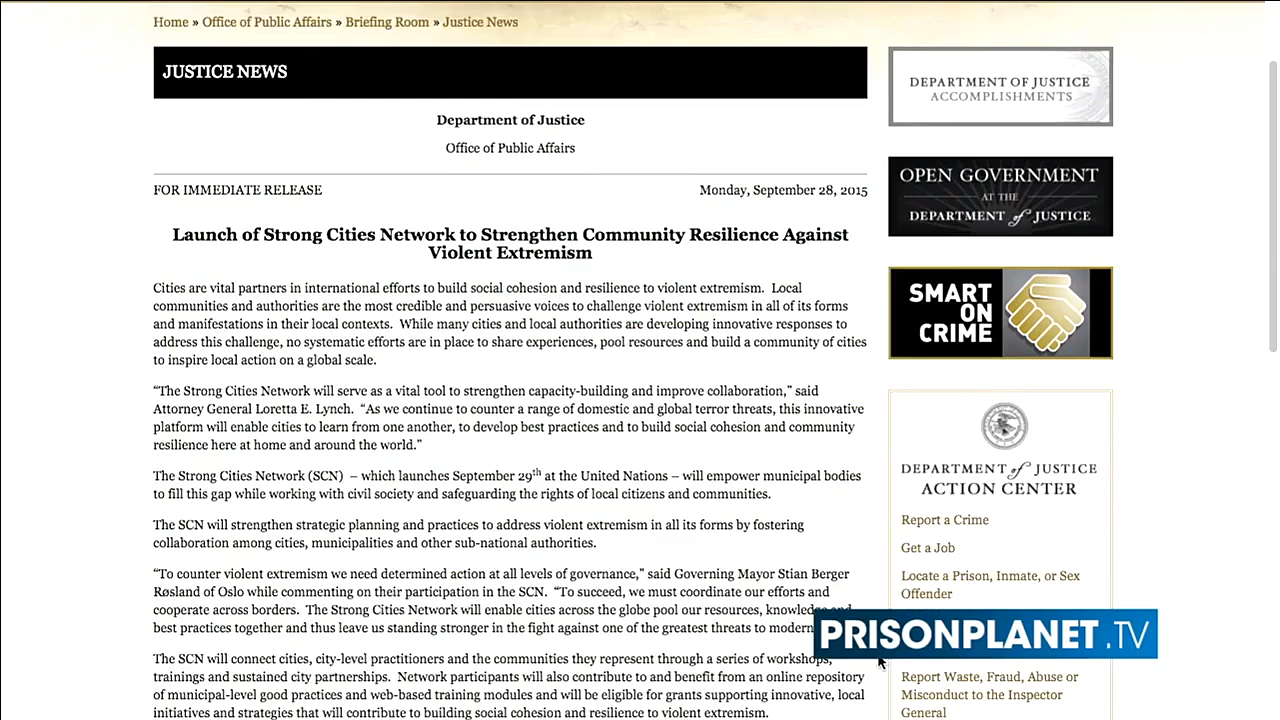 Home » Office of Public Affairs » Briefing Room » Justice News
JUSTICE NEWS
Department of Justice
Office of Public Affairs
FOR IMMEDIATE RELEASE
Monday, September 28, 2015
Launch of Strong Cities Network to Strengthen Community Resilience Against
Violent Extremism
Cities are vital partners in international efforts to build social cohesion and resilience to violent extremism.  Local
communities and authorities are the most credible and persuasive voices to challenge violent extremism in all of its forms
and manifestations in their local contexts.  While many cities and local authorities are developing innovative responses to
address this challenge, no systematic efforts are in place to share experiences, pool resources and build a community of cities
to inspire local action on a global scale.
“The Strong Cities Network will serve as a vital tool to strengthen capacity-building and improve collaboration,” said
Attorney General Loretta E. Lynch.  “As we continue to counter a range of domestic and global terror threats, this innovative
platform will enable cities to learn from one another, to develop best practices and to build social cohesion and community
resilience here at home and around the world.”
The Strong Cities Network (SCN)  – which launches September 29th at the United Nations – will empower municipal bodies
to fill this gap while working with civil society and safeguarding the rights of local citizens and communities.
The SCN will strengthen strategic planning and practices to address violent extremism in all its forms by fostering
collaboration among cities, municipalities and other sub-national authorities.
“To counter violent extremism we need determined action at all levels of governance,” said Governing Mayor Stian Berger
Røsland of Oslo while commenting on their participation in the SCN.  “To succeed, we must coordinate our efforts and
cooperate across borders.  The Strong Cities Network will enable cities across the globe pool our resources, knowledge and
best practices together and thus leave us standing stronger in the fight against one of the greatest threats to modern
The SCN will connect cities, city-level practitioners and the communities they represent through a series of workshops,
trainings and sustained city partnerships.  Network participants will also contribute to and benefit from an online repository
of municipal-level good practices and web-based training modules and will be eligible for grants supporting innovative, local
initiatives and strategies that will contribute to building social cohesion and resilience to violent extremism.
DEPARTMENT OF JUSTICE
ACCOMPLISHMENTS
OPEN GOVERNMENT
AT THE
DEPARTMENT of JUSTICE
SMART
ON
CRIME
DEPARTMENT of JUSTICE
ACTION CENTER
Report a Crime
Get a Job
Locate a Prison, Inmate, or Sex
Offender
PRISONPLANET.TV
Report Waste, Fraud, Abuse or
Misconduct to the Inspector
General